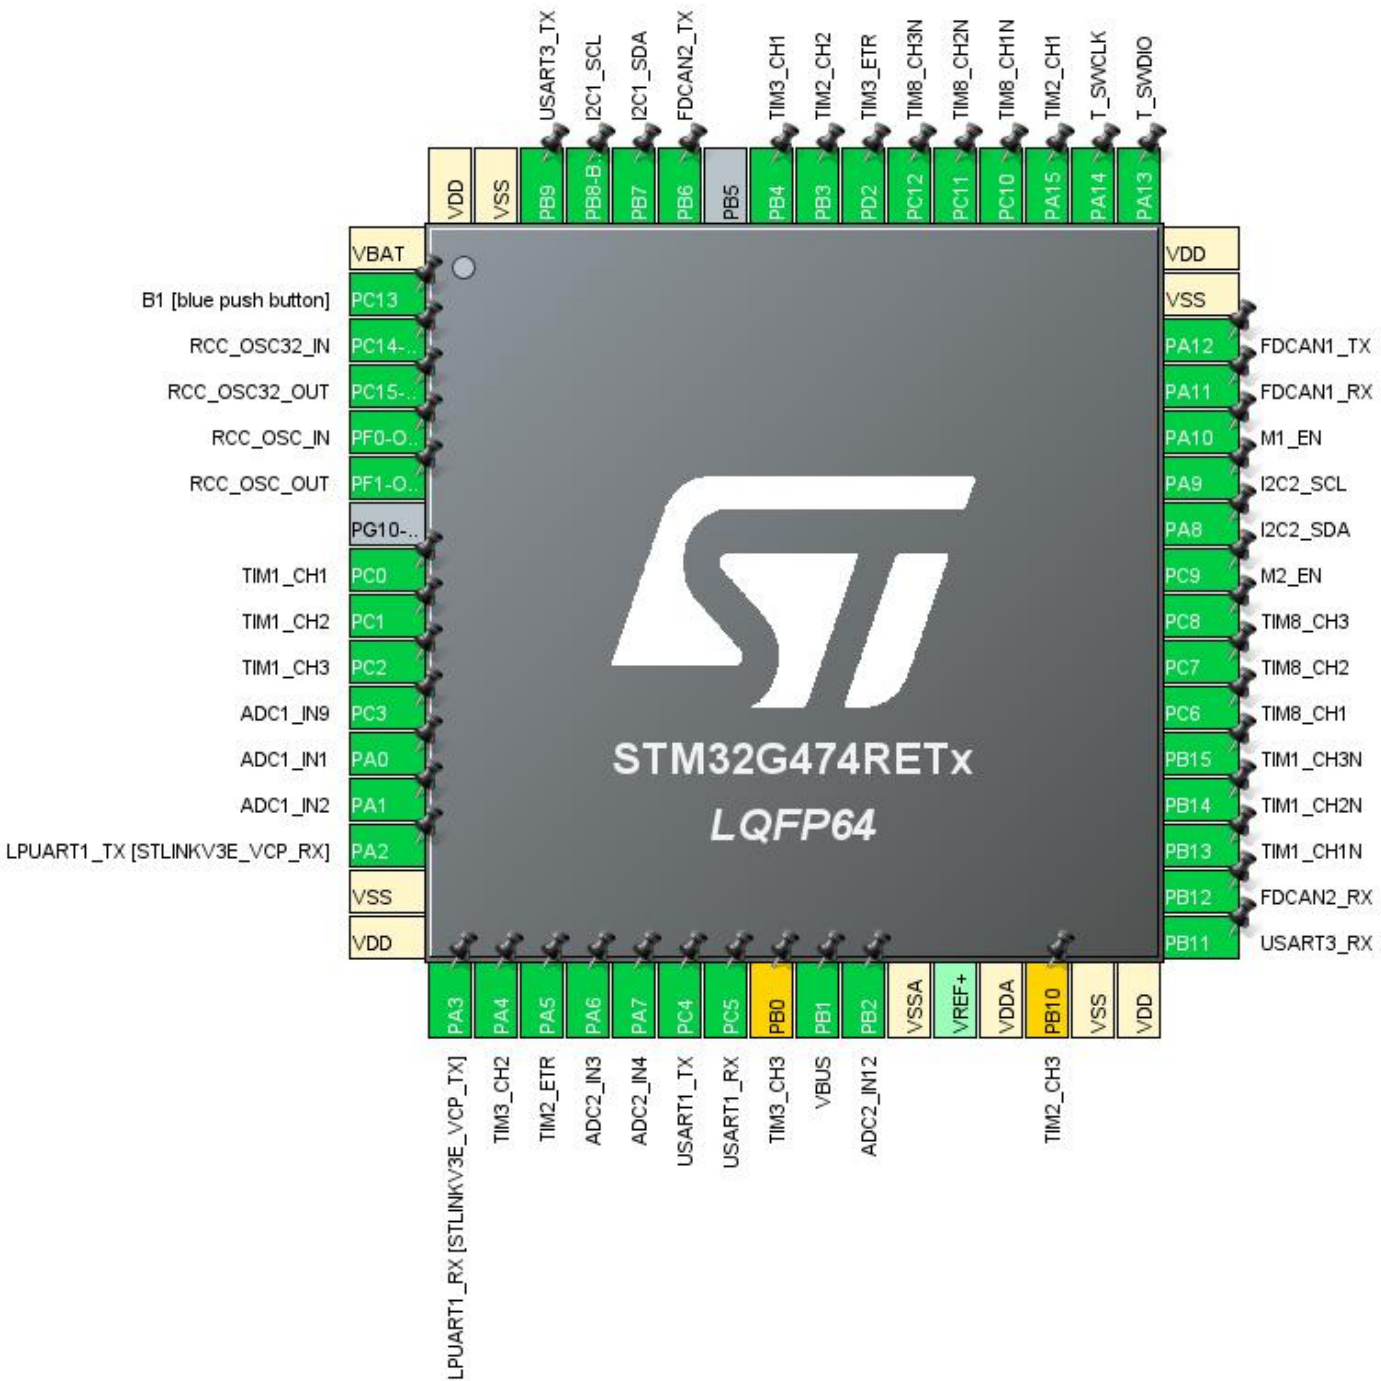 USART3_TX
I2C1_SCL
I2C1_SDA
FDCAN2_TX
TIM3_CH1
TIM2_CH2
TIM3_ETR
TIM8_CH3N
TIM8_CH2N
TIM8_CH1N
TIM2_CH1
T_SWCLK
T_SWDIO
VDD
VSS
PB9
PB8-B..
PB7
PB6
PB5
PB4
PB3
PD2
PC12
PC11
PC10
PA15
PA14
PA13
VBAT
B1 [blue push button] PC13
RCC_OSC32_IN PC14-..
RCC_OSC32_OUT PC15-..
RCC_OSC_IN PF0-O..
RCC_OSC_OUT PF1-O..
PG10-..
TIM1_CH1 PC0
TIM1_CH2 PC1
TIM1_CH3 PC2
ADC1_IN9 PC3
ADC1_IN1 PA0
ADC1_IN2 PA1
LPUART1_TX [STLINKV3E_VCP_RX] PA2
VSS
VDD
STM32G474RETx
LQFP64
VDD
VSS
PA12 FDCAN1_TX
PA11 FDCAN1_RX
PA10 M1_EN
PA9 I2C2_SCL
PA8 I2C2_SDA
PC9 M2_EN
PC8 TIM8_CH3
PC7 TIM8_CH2
PC6 TIM8_CH1
PB15 TIM1_CH3N
PB14 TIM1_CH2N
PB13 TIM1_CH1N
PB12 FDCAN2_RX
PB11 USART3_RX
PA3
PA4
PA5
PA6
PA7
PC4
PC5
PB0
PB1
PB2
VSSA
VREF+
VDDA
PB10
VSS
VDD
LPUART1_RX [STLINKV3E_VCP_TX]
TIM3_CH2
TIM2_ETR
ADC2_IN3
ADC2_IN4
USART1_TX
USART1_RX
TIM3_CH3
VBUS
ADC2_IN12
TIM2_CH3